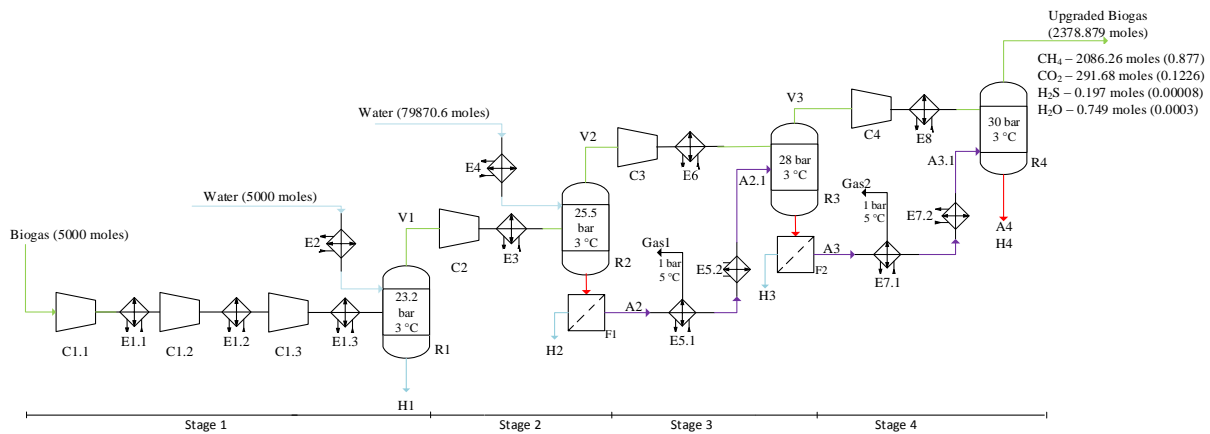 Upgraded Biogas
(2378.879 moles)
CH4 – 2086.26 moles (0.877)
CO2 – 291.68 moles (0.1226)
H2S – 0.197 moles (0.00008)
H2O – 0.749 moles (0.0003)
Water (79870.6 moles)
V3
C4
E8
30 bar
3 °C
R4
V2
C3
E6
28 bar
3 °C
R3
A3.1
E4
A2.1
Gas2
1 bar
5 °C
E7.2
A4
H4
Water (5000 moles)
V1
C2
E3
25.5
bar
3 °C
R2
Gas1
1 bar
5 °C
E5.2
F2
A3
E7.1
H3
Biogas (5000 moles)
E2
A2
F1
E5.1
H2
C1.1
E1.1
C1.2
E1.2
C1.3
E1.3
23.2
bar
3 °C
R1
H1
Stage 1
Stage 2
Stage 3
Stage 4